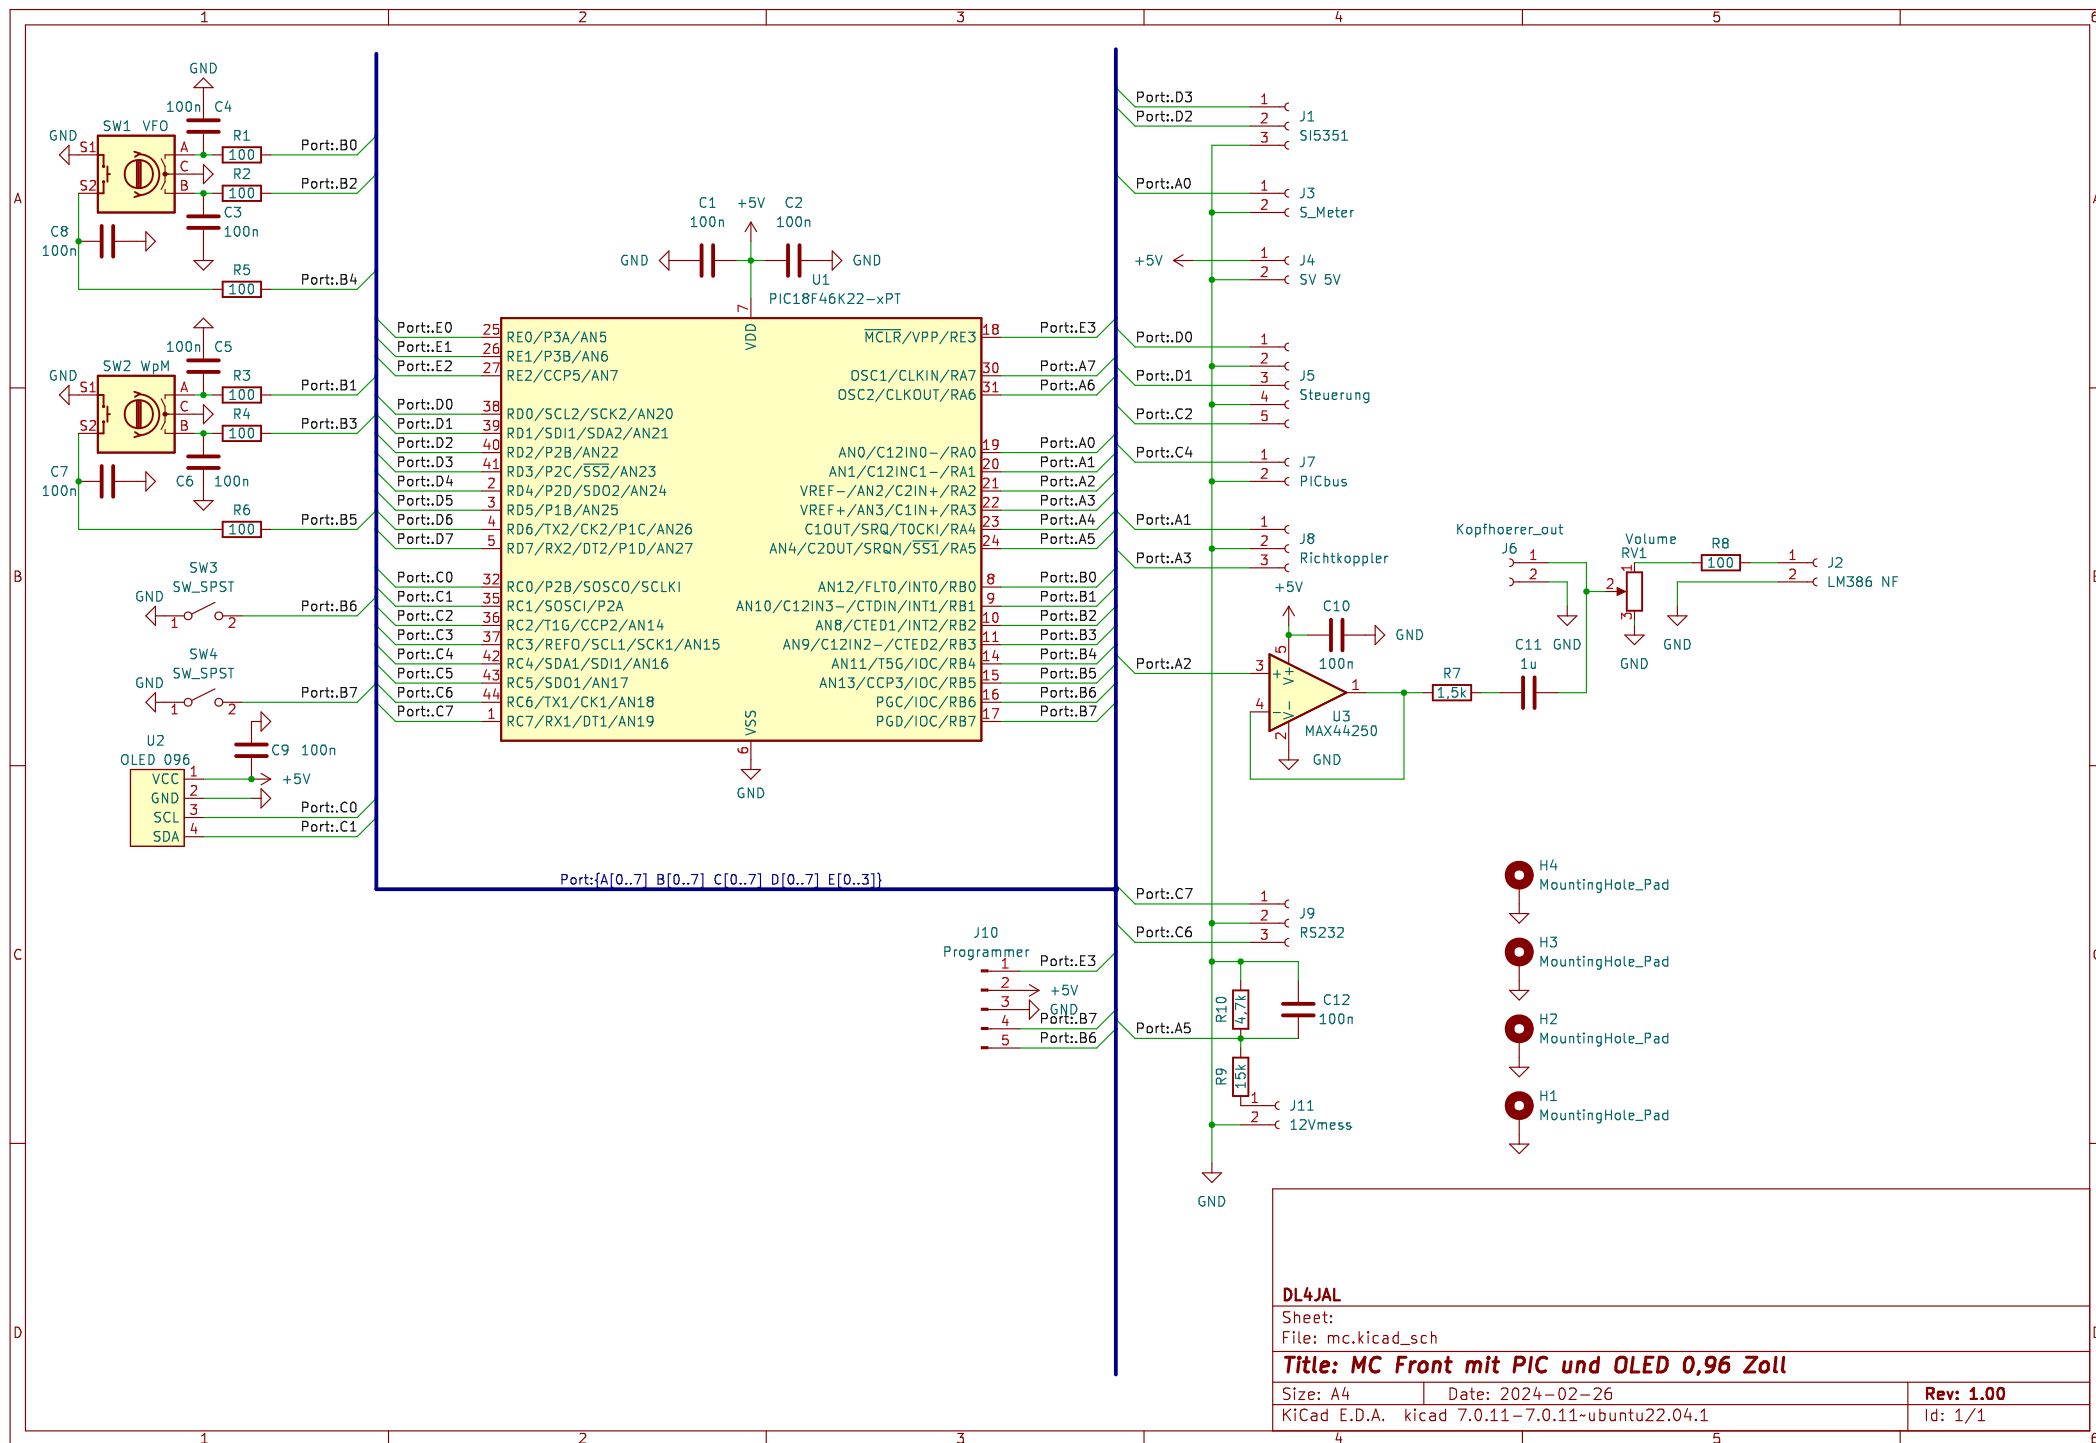 1 2 3 4 5 6
A
B
C
D
GND
100n C4
SW1 VFO
GND
S1
S2
A
C
B
R1
100
Port:.B0
R2
100
Port:.B2
C3
100n
C8
100n
R5
100
Port:.B4
100n C5
SW2 WpM
GND
S1
S2
A
C
B
R3
100
Port:.B1
R4
100
Port:.B3
C7
100n
C6 100n
R6
100
Port:.B5
SW3
SW_SPST
GND
1 2
Port:.B6
SW4
SW_SPST
GND
1 2
Port:.B7
U2
OLED 096
C9 100n
VCC 1
+5V
GND 2
SCL 3
Port:.C0
SDA 4
Port:.C1
C1
100n
+5V
C2
100n
GND
GND
U1
PIC18F46K22-xPT
7
VDD
Port:.E0 25 RE0/P3A/AN5
Port:.E1 26 RE1/P3B/AN6
Port:.E2 27 RE2/CCP5/AN7
Port:.D0 38 RD0/SCL2/SCK2/AN20
Port:.D1 39 RD1/SDI1/SDA2/AN21
Port:.D2 40 RD2/P2B/AN22
Port:.D3 41 RD3/P2C/SS2/AN23
Port:.D4 2 RD4/P2D/SDO2/AN24
Port:.D5 3 RD5/P1B/AN25
Port:.D6 4 RD6/TX2/CK2/P1C/AN26
Port:.D7 5 RD7/RX2/DT2/P1D/AN27
Port:.C0 32 RC0/P2B/SOSCO/SCLKI
Port:.C1 35 RC1/SOSCI/P2A
Port:.C2 36 RC2/T1G/CCP2/AN14
Port:.C3 37 RC3/REFO/SCL1/SCK1/AN15
Port:.C4 42 RC4/SDA1/SDI1/AN16
Port:.C5 43 RC5/SDO1/AN17
Port:.C6 44 RC6/TX1/CK1/AN18
Port:.C7 1 RC7/RX1/DT1/AN19
MCLR/VPP/RE3 18 Port:.E3
OSC1/CLKIN/RA7 30 Port:.A7
OSC2/CLKOUT/RA6 31 Port:.A6
AN0/C12IN0-/RA0 19 Port:.A0
AN1/C12INC1-/RA1 20 Port:.A1
VREF-/AN2/C2IN+/RA2 21 Port:.A2
VREF+/AN3/C1IN+/RA3 22 Port:.A3
C1OUT/SRQ/T0CKI/RA4 23 Port:.A4
AN4/C2OUT/SRQN/SS1/RA5 24 Port:.A5
AN12/FLT0/INT0/RB0 8 Port:.B0
AN10/C12IN3-/CTDIN/INT1/RB1 9 Port:.B1
AN8/CTED1/INT2/RB2 10 Port:.B2
AN9/C12IN2-/CTED2/RB3 11 Port:.B3
AN11/T5G/IOC/RB4 14 Port:.B4
AN13/CCP3/IOC/RB5 15 Port:.B5
PGC/IOC/RB6 16 Port:.B6
PGD/IOC/RB7 17 Port:.B7
VSS
6
GND
Port:{A[0..7] B[0..7] C[0..7] D[0..7] E[0..3]}
J10
Programmer
1 Port:.E3
2 +5V
3 GND
4 Port:.B7
5 Port:.B6
Port:.D3 1
Port:.D2 2
3
J1
SI5351
Port:.A0 1
2
J3
S_Meter
+5V 1
2
J4
SV 5V
Port:.D0 1
2
Port:.D1 3
4
Port:.C2 5
J5
Steuerung
Port:.C4 1
2
J7
PICbus
Port:.A1 1
2
Port:.A3 3
J8
Richtkoppler
+5V
C10
100n
GND
Port:.A2 3
+
5
V+
1
4
-
V-
2
U3
MAX44250
GND
R7
1,5k
C11
1u
Kopfhoerer_out
J6
1
2
GND
Volume
RV1
1
2
3
GND
R8
100
GND
1 J2
2 LM386 NF
Port:.C7 1
2
Port:.C6 3
J9
RS232
R10
4,7k
C12
100n
Port:.A5
R9
15k
1 J11
2 12Vmess
GND
H4
MountingHole_Pad
H3
MountingHole_Pad
H2
MountingHole_Pad
H1
MountingHole_Pad
DL4JAL
Sheet:
File: mc.kicad_sch
Title: MC Front mit PIC und OLED 0,96 Zoll
Size: A4 Date: 2024-02-26 Rev: 1.00
KiCad E.D.A. kicad 7.0.11-7.0.11~ubuntu22.04.1 Id: 1/1
1 2 3 4 5 6